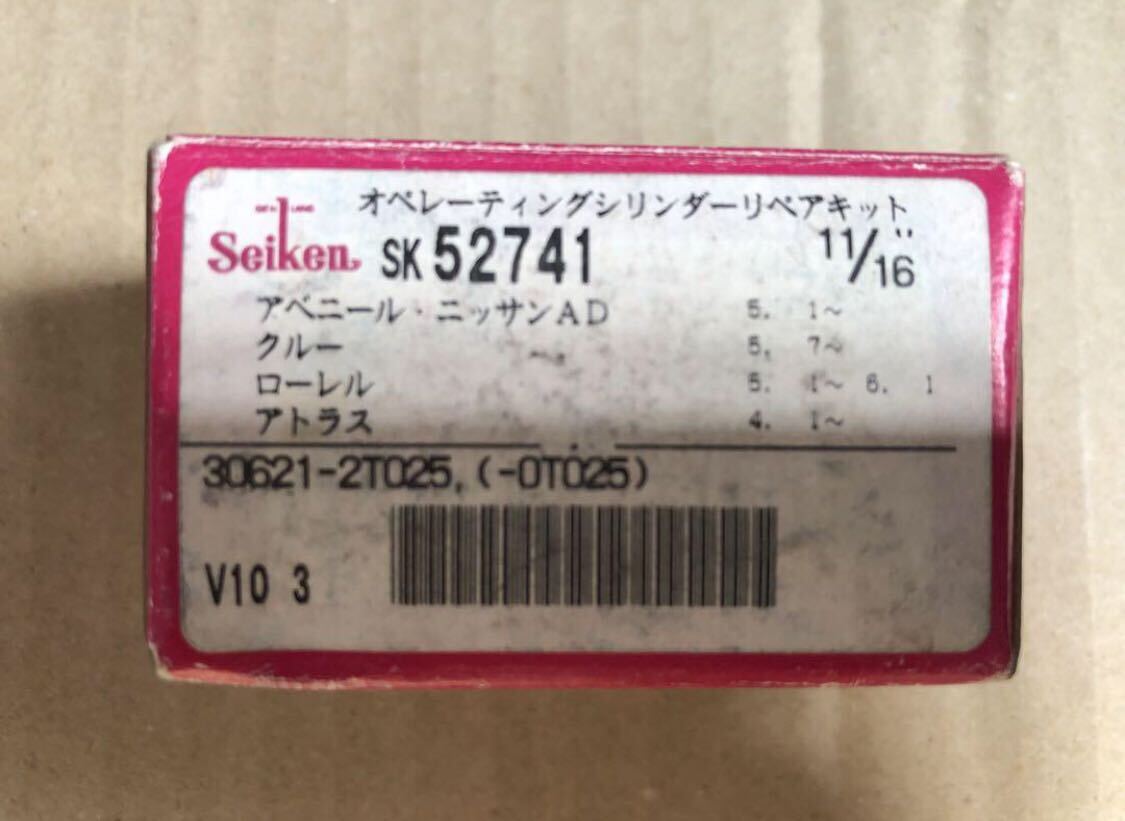 オペレーティングシリンダーリペアキット
Seiken SK 52741 11/16"
アベニール・ニッサンAD 5. 1~
クルー 5. 7~
ローレル 5. 1~ 6. 1
アトラス 4. 1~
30621-2T025, (-0T025)
V10 3